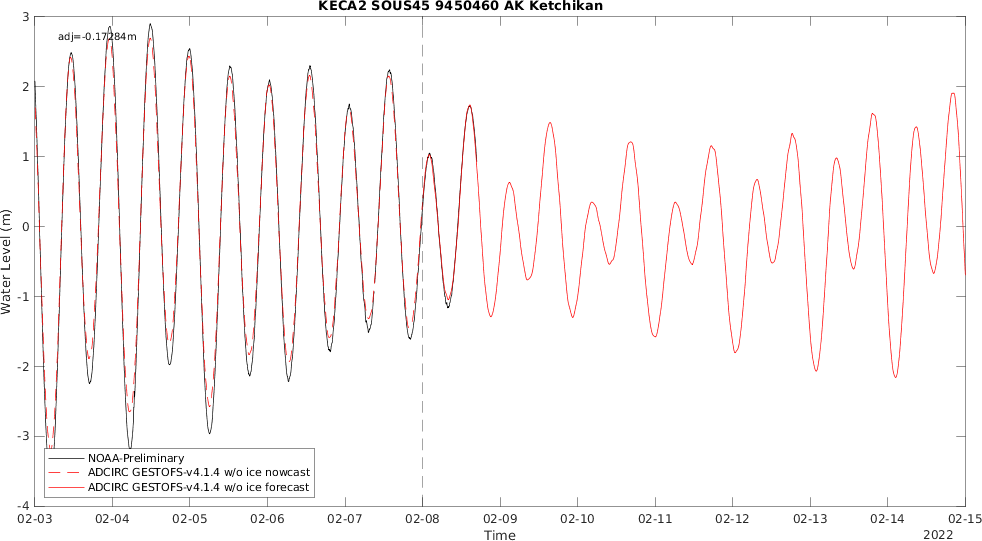 KECA2 SOUS45 9450460 AK Ketchikan
adj=-0.17284m
3
2
1
0
-1
-2
-3
-4
Water Level (m)
NOAA-Preliminary
ADCIRC GESTOFS-v4.1.4 w/o ice nowcast
ADCIRC GESTOFS-v4.1.4 w/o ice forecast
02-03 02-04 02-05 02-06 02-07 02-08 02-09 02-10 02-11 02-12 02-13 02-14 02-15
Time
2022